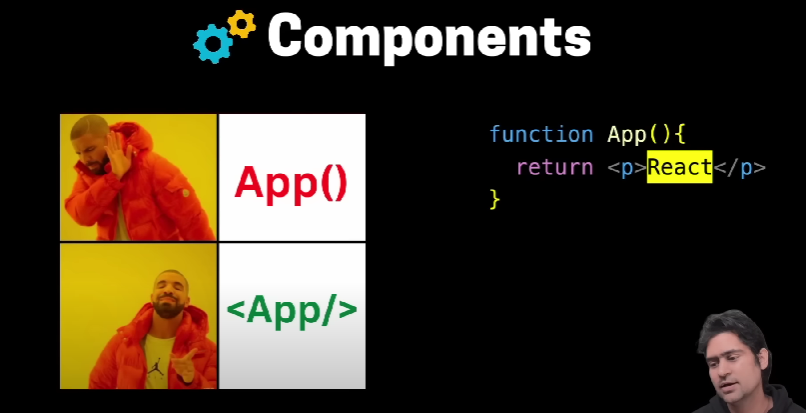 Components
App()
<App/>
function App(){
  return <p>React</p>
}